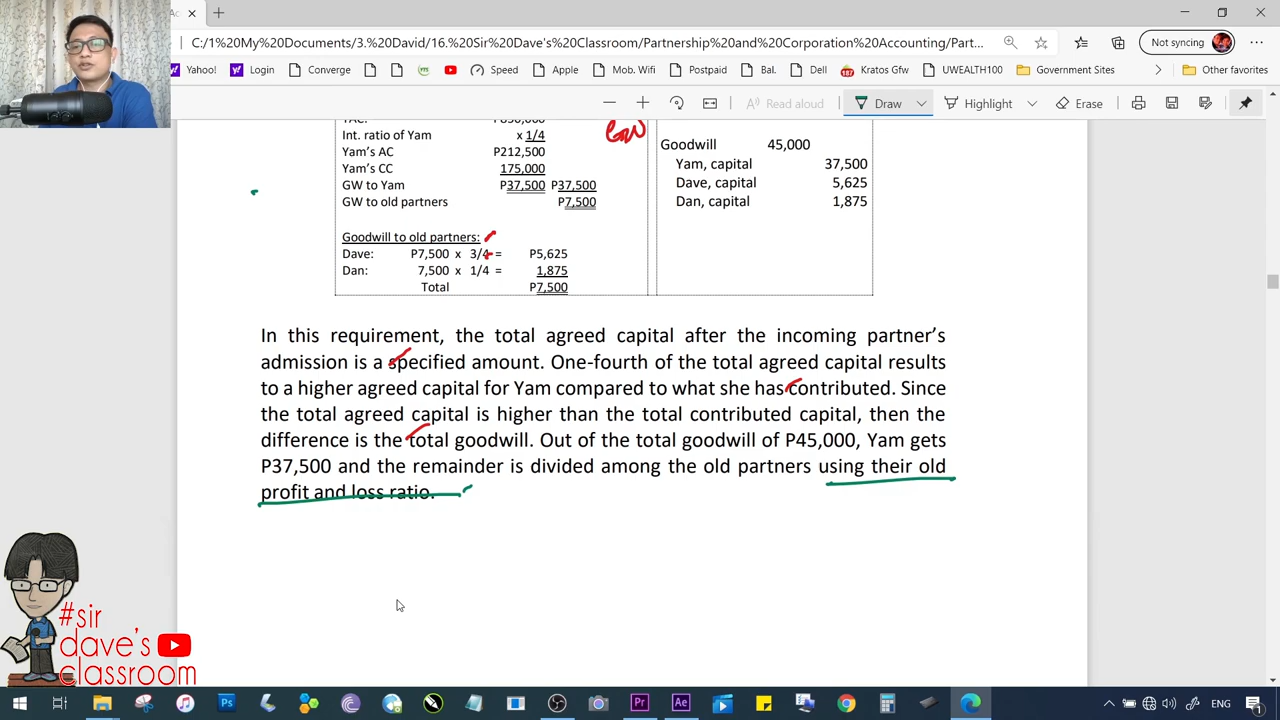 C:/1%20My%20Documents/3.%20David/16.%20Sir%20Dave's%20Classroom/Partnership%20and%20Corporation%20Accounting/Part...
Not syncing
Yahoo!
Login
Converge
Speed
Apple
Mob. Wifi
Postpaid
Bal
Dell
Kratos Gfw
UWEALTH100
Government Sites
Other favorites
Read aloud
Draw
Highlight
Erase
Int. ratio of Yam x 1/4
Yam's AC P212,500
Yam's CC 175,000
GW to Yam P37,500 P37,500
GW to old partners P7,500
Goodwill to old partners:
Dave: P7,500 x 3/4 = P5,625
Dan: 7,500 x 1/4 = 1,875
Total P7,500
GW
Goodwill 45,000
Yam, capital 37,500
Dave, capital 5,625
Dan, capital 1,875
In this requirement, the total agreed capital after the incoming partner's
admission is a specified amount. One-fourth of the total agreed capital results
to a higher agreed capital for Yam compared to what she has contributed. Since
the total agreed capital is higher than the total contributed capital, then the
difference is the total goodwill. Out of the total goodwill of P45,000, Yam gets
P37,500 and the remainder is divided among the old partners using their old
profit and loss ratio.
#sir
dave's
classroom
ENG